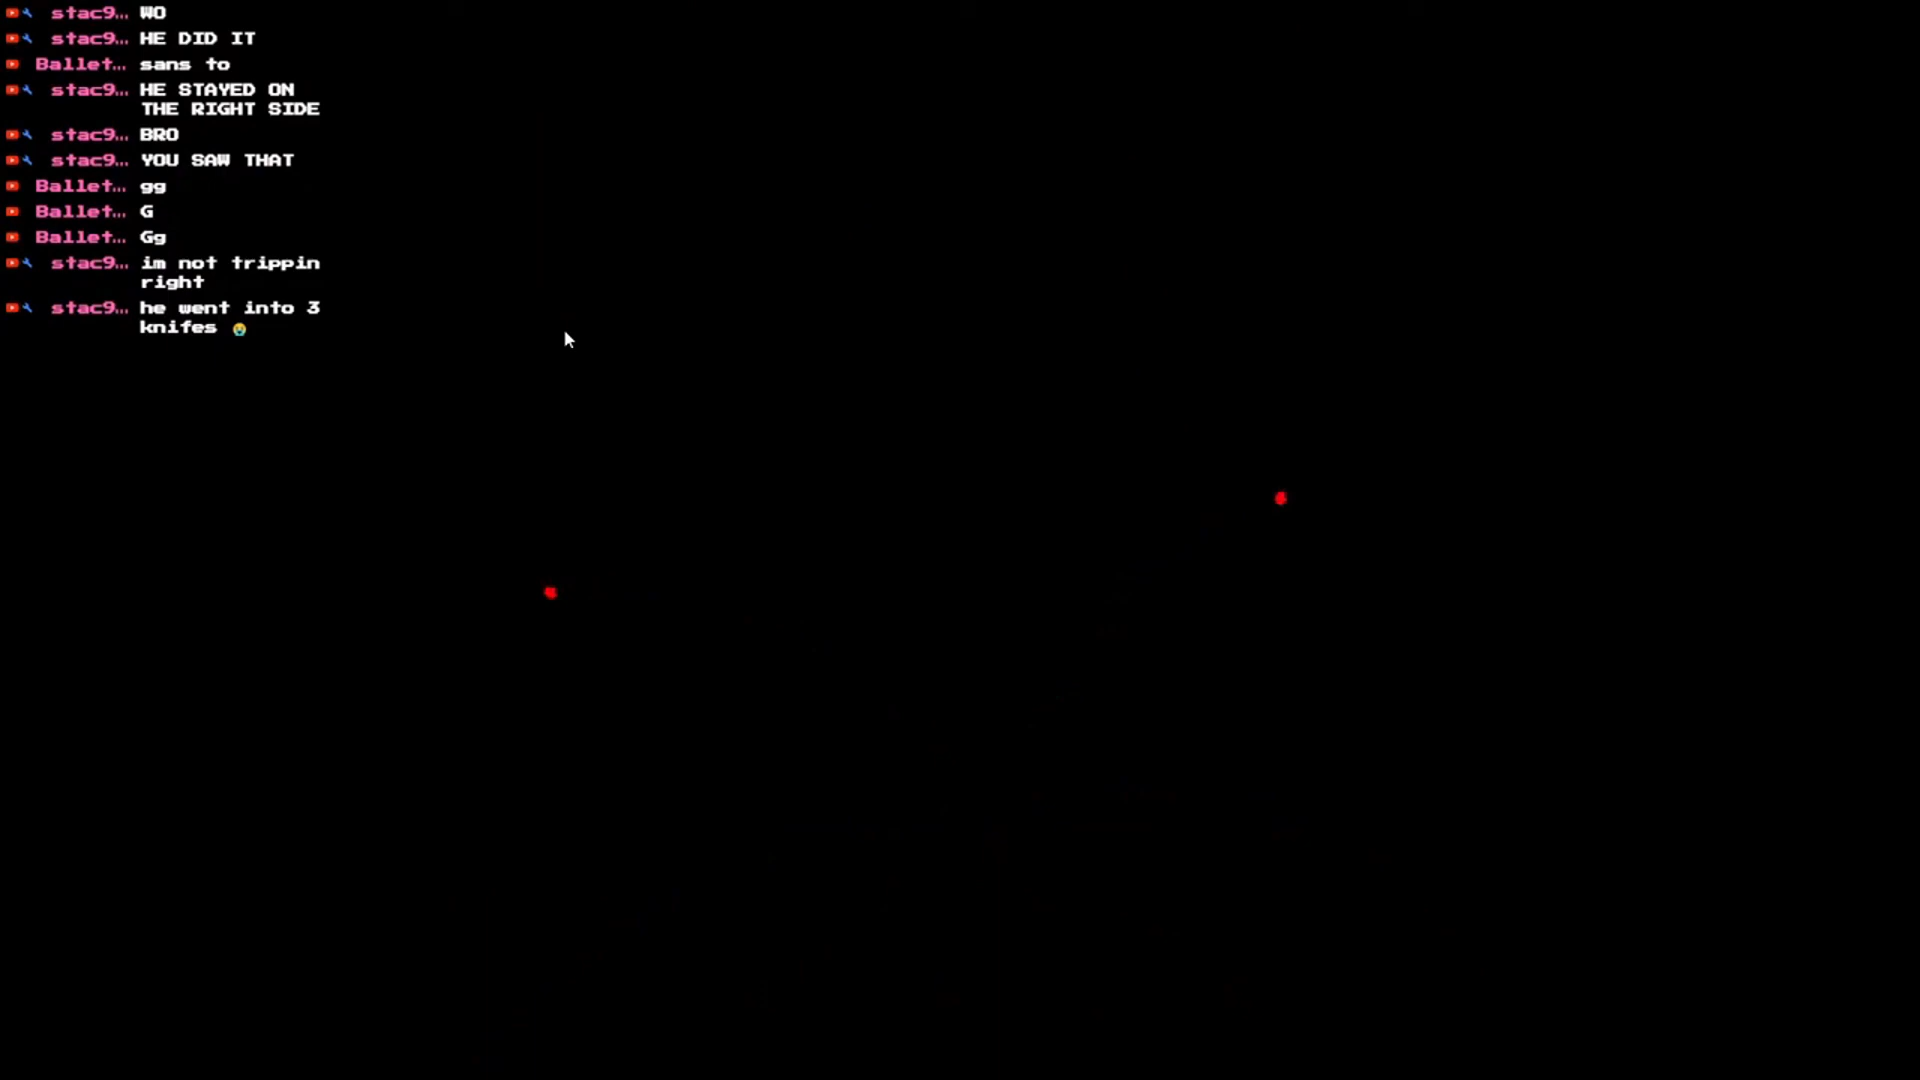 stac9… WO
stac9… HE DID IT
Ballet… sans to
stac9… HE STAYED ON
THE RIGHT SIDE
stac9… BRO
stac9… YOU SAW THAT
Ballet… gg
Ballet… G
Ballet… Gg
stac9… im not trippin
right
stac9… he went into 3
knifes 😭